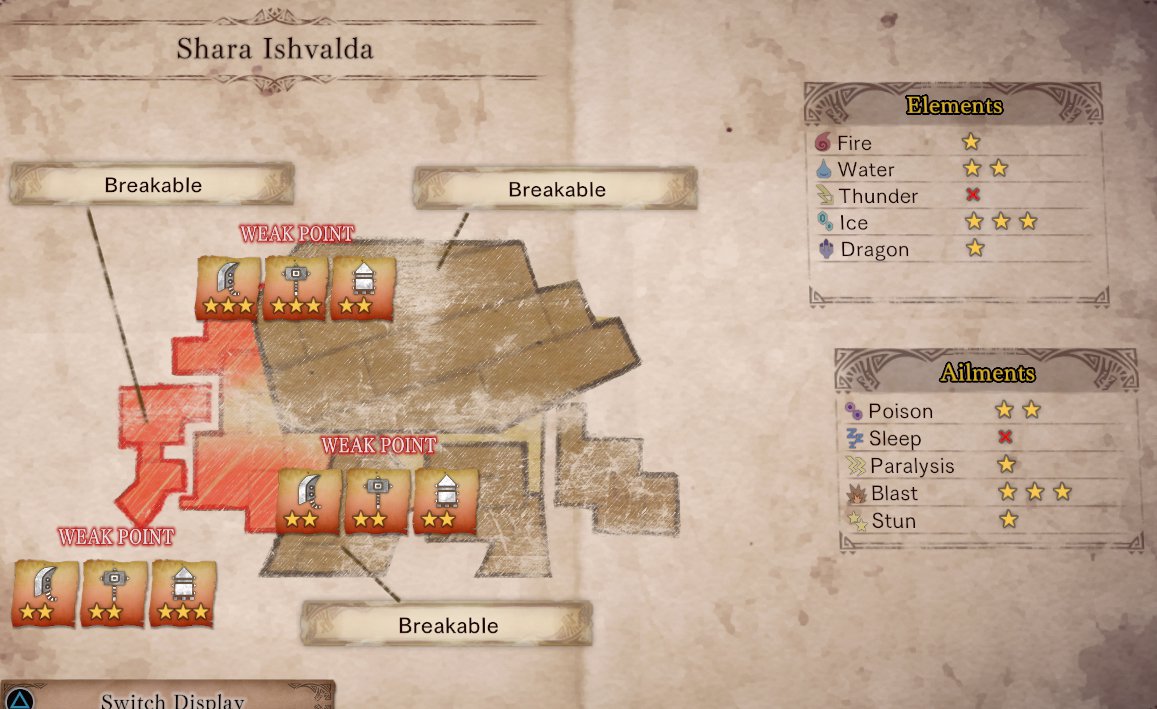 Shara Ishvalda
Breakable
Breakable
WEAK POINT
WEAK POINT
WEAK POINT
Breakable
Switch Display
Elements
Fire
Water
Thunder
Ice
Dragon
Ailments
Poison
Sleep
Paralysis
Blast
Stun